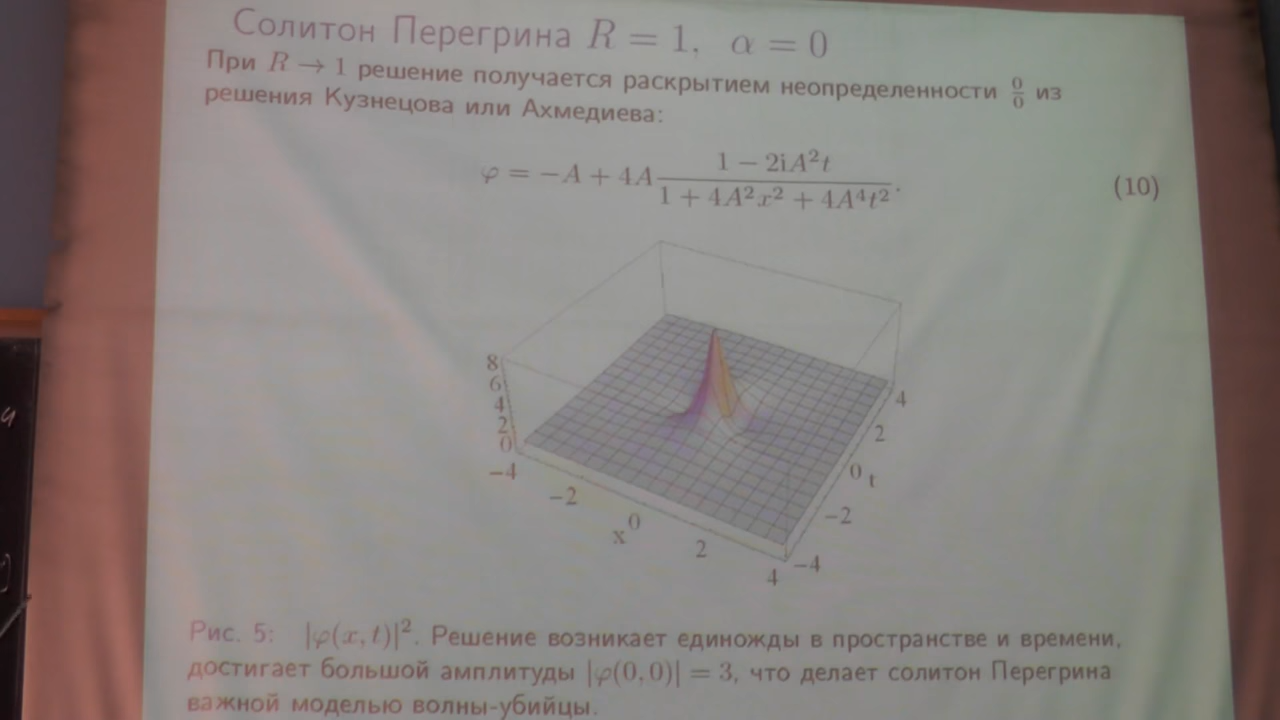 Солитон Перегрина R = 1, α = 0
При R → 1 решение получается раскрытием неопределенности 0/0 из
решения Кузнецова или Ахмедиева:
φ = −A + 4A (1 − 2iA²t)/(1 + 4A²x² + 4A⁴t²). (10)
8
6
4
2
0
−4
−2
0
2
4
x
4
2
0
−2
−4
t
Рис. 5: |φ(x, t)|². Решение возникает единожды в пространстве и времени,
достигает большой амплитуды |φ(0, 0)| = 3, что делает солитон Перегрина
важной моделью волны-убийцы.